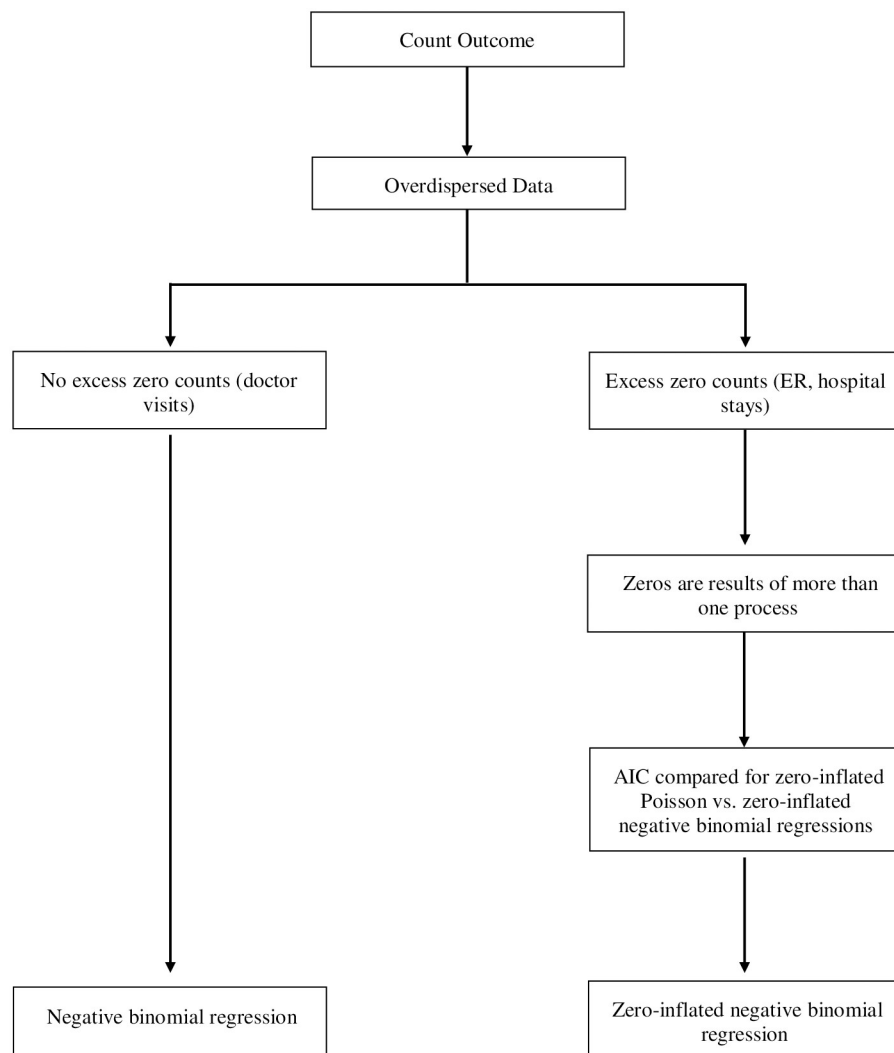 Count Outcome
Overdispersed Data
No excess zero counts (doctor
visits)
Excess zero counts (ER, hospital
stays)
Zeros are results of more than
one process
AIC compared for zero-inflated
Poisson vs. zero-inflated
negative binomial regressions
Negative binomial regression
Zero-inflated negative binomial
regression